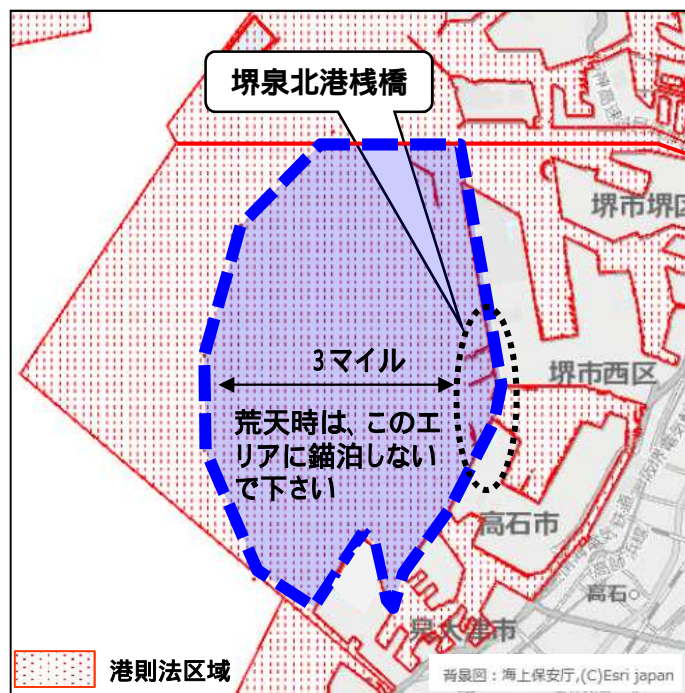 堺泉北港桟橋
神高速
堺市堺区
3マイル
堺市西区
荒天時は、このエ
リアに錨泊しない
で下さい
高石市
高石
泉大津市
港則法区域
背景図：海上保安庁,(C)Esri japan